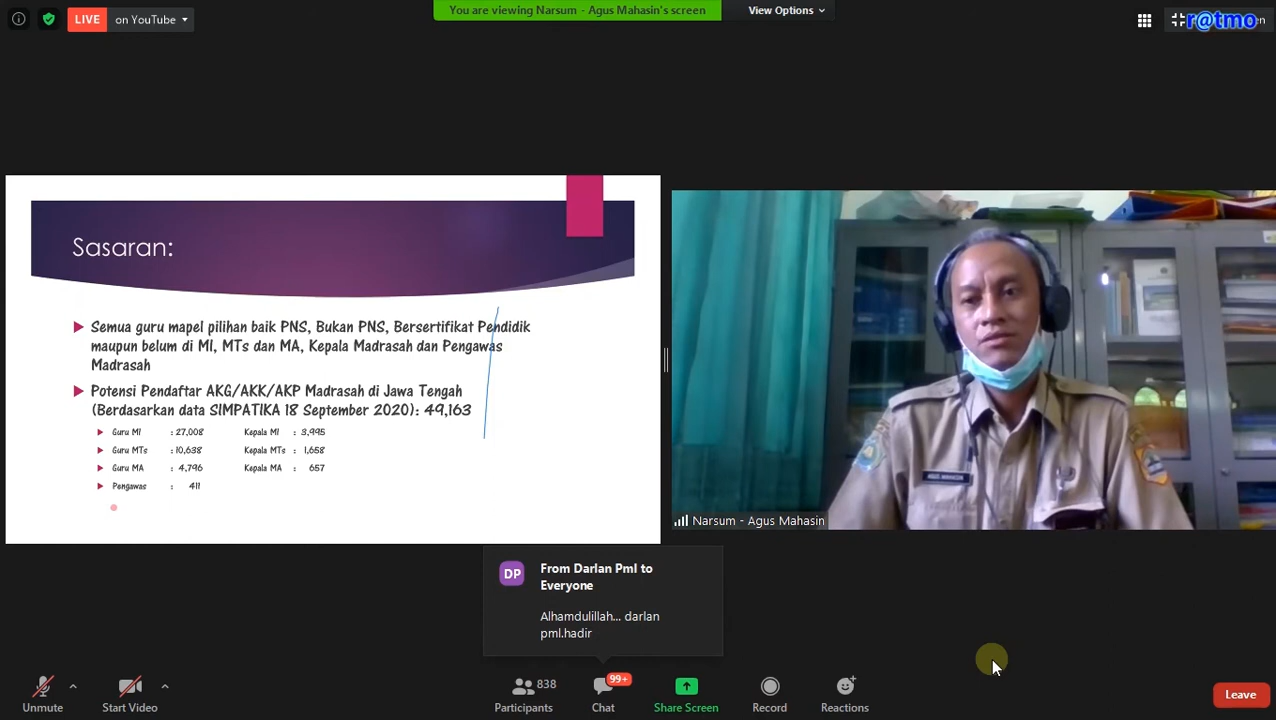 LIVE
on YouTube
You are viewing Narsum - Agus Mahasin's screen
View Options
r@tmo
Sasaran:
Semua guru mapel pilihan baik PNS, Bukan PNS, Bersertifikat Pendidik
maupun belum di MI, MTs dan MA, Kepala Madrasah dan Pengawas
Madrasah
Potensi Pendaftar AKG/AKK/AKP Madrasah di Jawa Tengah
(Berdasarkan data SIMPATIKA 18 September 2020): 49,163
Guru MI : 27,008 Kepala MI : 3,995
Guru MTs : 10,638 Kepala MTs : 1,658
Guru MA : 4,796 Kepala MA : 657
Pengawas : 411
AGUS MAHASIN
Narsum - Agus Mahasin
DP
From Darlan Pml to
Everyone
Alhamdulillah... darlan
pml.hadir
Unmute
Start Video
838
Participants
99+
Chat
Share Screen
Record
Reactions
Leave